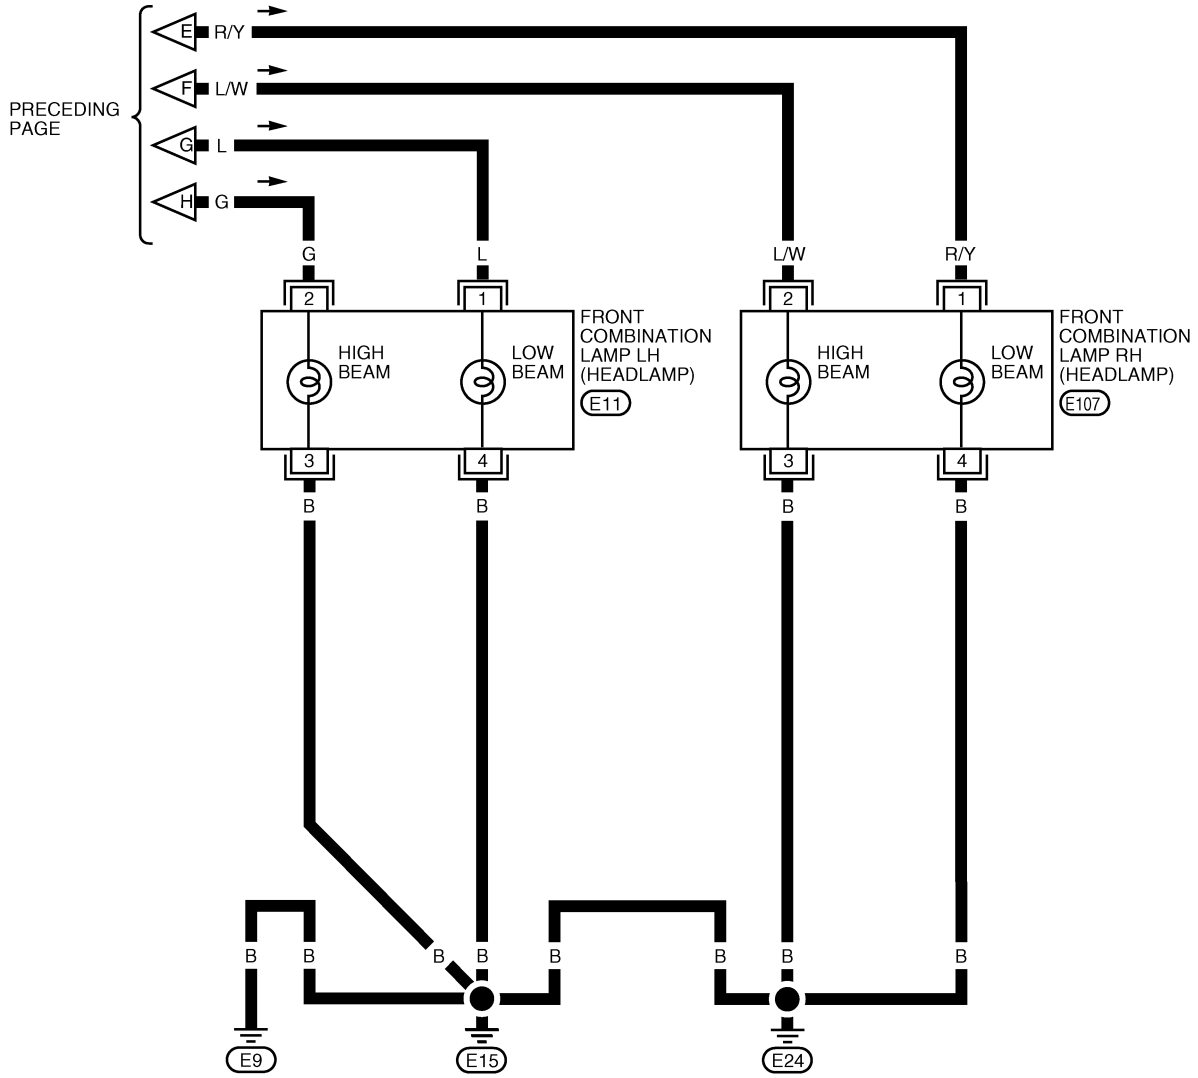 E R/Y
F L/W
PRECEDING
PAGE
G L
H G
G L L/W R/Y
2 1 2 1
FRONT
COMBINATION
LAMP LH
(HEADLAMP)
E11
HIGH
BEAM
LOW
BEAM
FRONT
COMBINATION
LAMP RH
(HEADLAMP)
E107
HIGH
BEAM
LOW
BEAM
3 4 3 4
B B B B
B B B B B B B B
E9 E15 E24